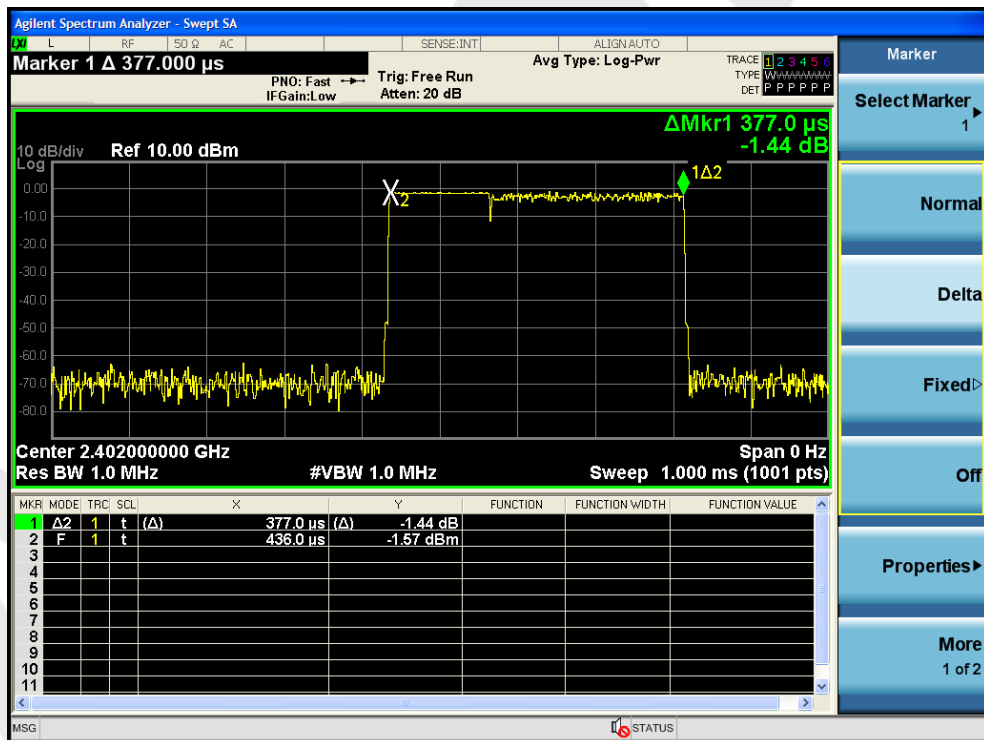 Agilent Spectrum Analyzer - Swept SA
LXI L RF 50 Ω AC SENSE:INT ALIGN AUTO
Marker 1 Δ 377.000 µs
PNO: Fast
IFGain:Low
Trig: Free Run
Atten: 20 dB
Avg Type: Log-Pwr
TRACE 1 2 3 4 5 6
TYPE
DET P P P P P P
ΔMkr1 377.0 µs
-1.44 dB
10 dB/div Ref 10.00 dBm
Log
0.00
-10.0
-20.0
-30.0
-40.0
-50.0
-60.0
-70.0
-80.0
2
1Δ2
Center 2.402000000 GHz Span 0 Hz
Res BW 1.0 MHz #VBW 1.0 MHz Sweep 1.000 ms (1001 pts)
MKR MODE TRC SCL X Y FUNCTION FUNCTION WIDTH FUNCTION VALUE
1 Δ2 1 t (Δ) 377.0 µs (Δ) -1.44 dB
2 F 1 t 436.0 µs -1.57 dBm
3
4
5
6
7
8
9
10
11
MSG STATUS
Marker
Select Marker
1
Normal
Delta
Fixed
Off
Properties
More
1 of 2